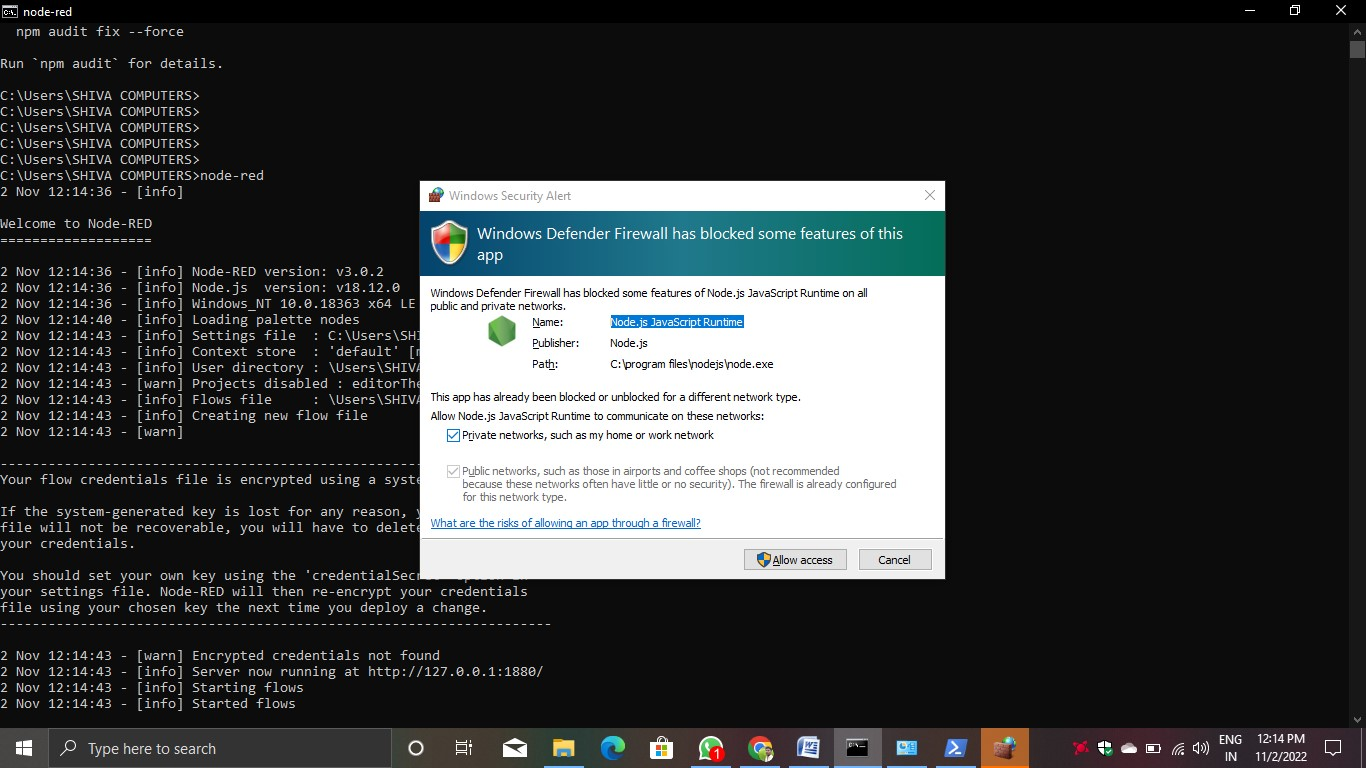 node-red
npm audit fix --force
Run `npm audit` for details.
C:\Users\SHIVA COMPUTERS>
C:\Users\SHIVA COMPUTERS>
C:\Users\SHIVA COMPUTERS>
C:\Users\SHIVA COMPUTERS>
C:\Users\SHIVA COMPUTERS>
C:\Users\SHIVA COMPUTERS>node-red
2 Nov 12:14:36 - [info]
Welcome to Node-RED
===================
2 Nov 12:14:36 - [info] Node-RED version: v3.0.2
2 Nov 12:14:36 - [info] Node.js  version: v18.12.0
2 Nov 12:14:36 - [info] Windows_NT 10.0.18363 x64 LE
2 Nov 12:14:40 - [info] Loading palette nodes
2 Nov 12:14:43 - [info] Settings file  : C:\Users\SHI
2 Nov 12:14:43 - [info] Context store  : 'default' [m
2 Nov 12:14:43 - [info] User directory : \Users\SHIVA
2 Nov 12:14:43 - [warn] Projects disabled : editorThe
2 Nov 12:14:43 - [info] Flows file     : \Users\SHIVA
2 Nov 12:14:43 - [info] Creating new flow file
2 Nov 12:14:43 - [warn]
---------------------------------------------------------------------
Your flow credentials file is encrypted using a syste
If the system-generated key is lost for any reason, y
file will not be recoverable, you will have to delete
your credentials.
You should set your own key using the 'credentialSecret' option in
your settings file. Node-RED will then re-encrypt your credentials
file using your chosen key the next time you deploy a change.
---------------------------------------------------------------------
2 Nov 12:14:43 - [warn] Encrypted credentials not found
2 Nov 12:14:43 - [info] Server now running at http://127.0.0.1:1880/
2 Nov 12:14:43 - [info] Starting flows
2 Nov 12:14:43 - [info] Started flows
Windows Security Alert
Windows Defender Firewall has blocked some features of this
app
Windows Defender Firewall has blocked some features of Node.js JavaScript Runtime on all
public and private networks.
Name: Node.js JavaScript Runtime
Publisher: Node.js
Path: C:\program files\nodejs\node.exe
This app has already been blocked or unblocked for a different network type.
Allow Node.js JavaScript Runtime to communicate on these networks:
Private networks, such as my home or work network
Public networks, such as those in airports and coffee shops (not recommended
because these networks often have little or no security). The firewall is already configured
for this network type.
What are the risks of allowing an app through a firewall?
Allow access
Cancel
Type here to search
1
ENG
IN
12:14 PM
11/2/2022